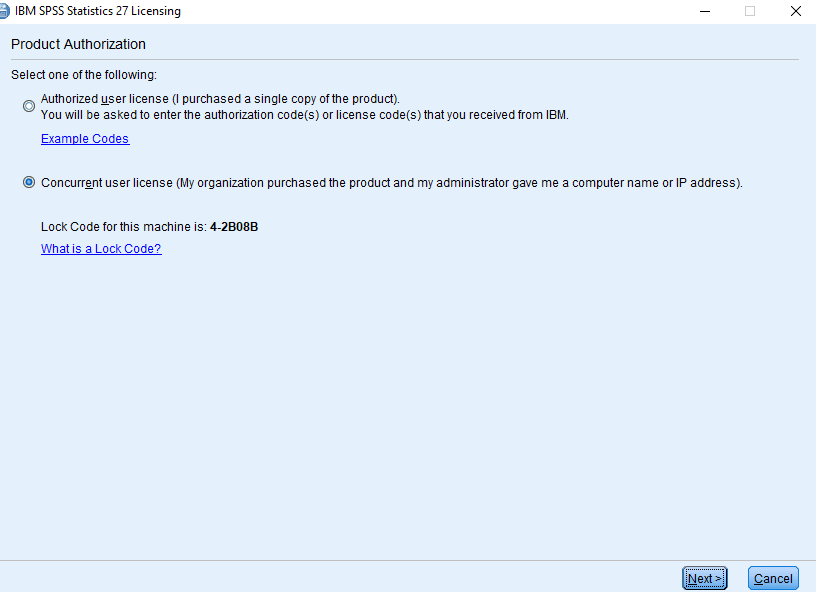 IBM SPSS Statistics 27 Licensing
Product Authorization
Select one of the following:
Authorized user license (I purchased a single copy of the product).
You will be asked to enter the authorization code(s) or license code(s) that you received from IBM.
Example Codes
Concurrent user license (My organization purchased the product and my administrator gave me a computer name or IP address).
Lock Code for this machine is: 4-2B08B
What is a Lock Code?
Next > Cancel